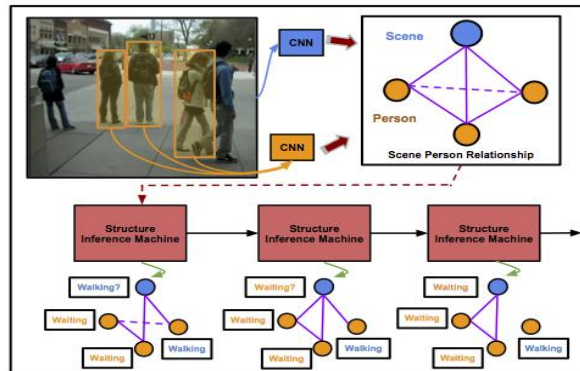 CNN
Scene
CNN
Person
Scene Person Relationship
Structure
Inference Machine
Structure
Inference Machine
Structure
Inference Machine
Walking?
Waiting
Waiting
Walking
Waiting?
Waiting
Waiting
Walking
Waiting
Waiting
Waiting
Walking